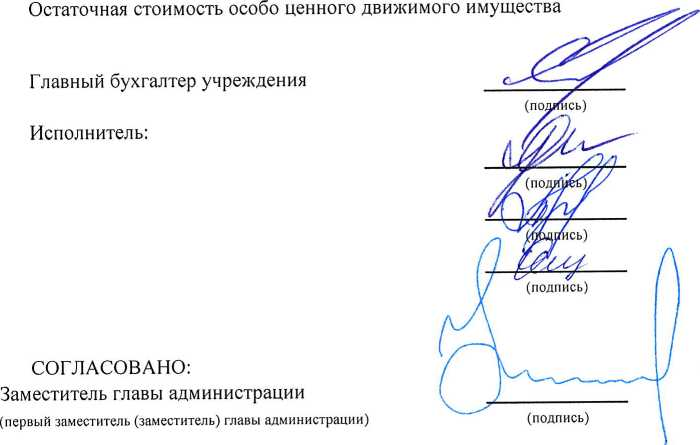 Остаточная стоимость особо ценного движимого имущества
Главный бухгалтер учреждения
(подпись)
Исполнитель:
(подпись)
(подпись)
(подпись)
СОГЛАСОВАНО:
Заместитель главы администрации
(первый заместитель (заместитель) главы администрации)
(подпись)